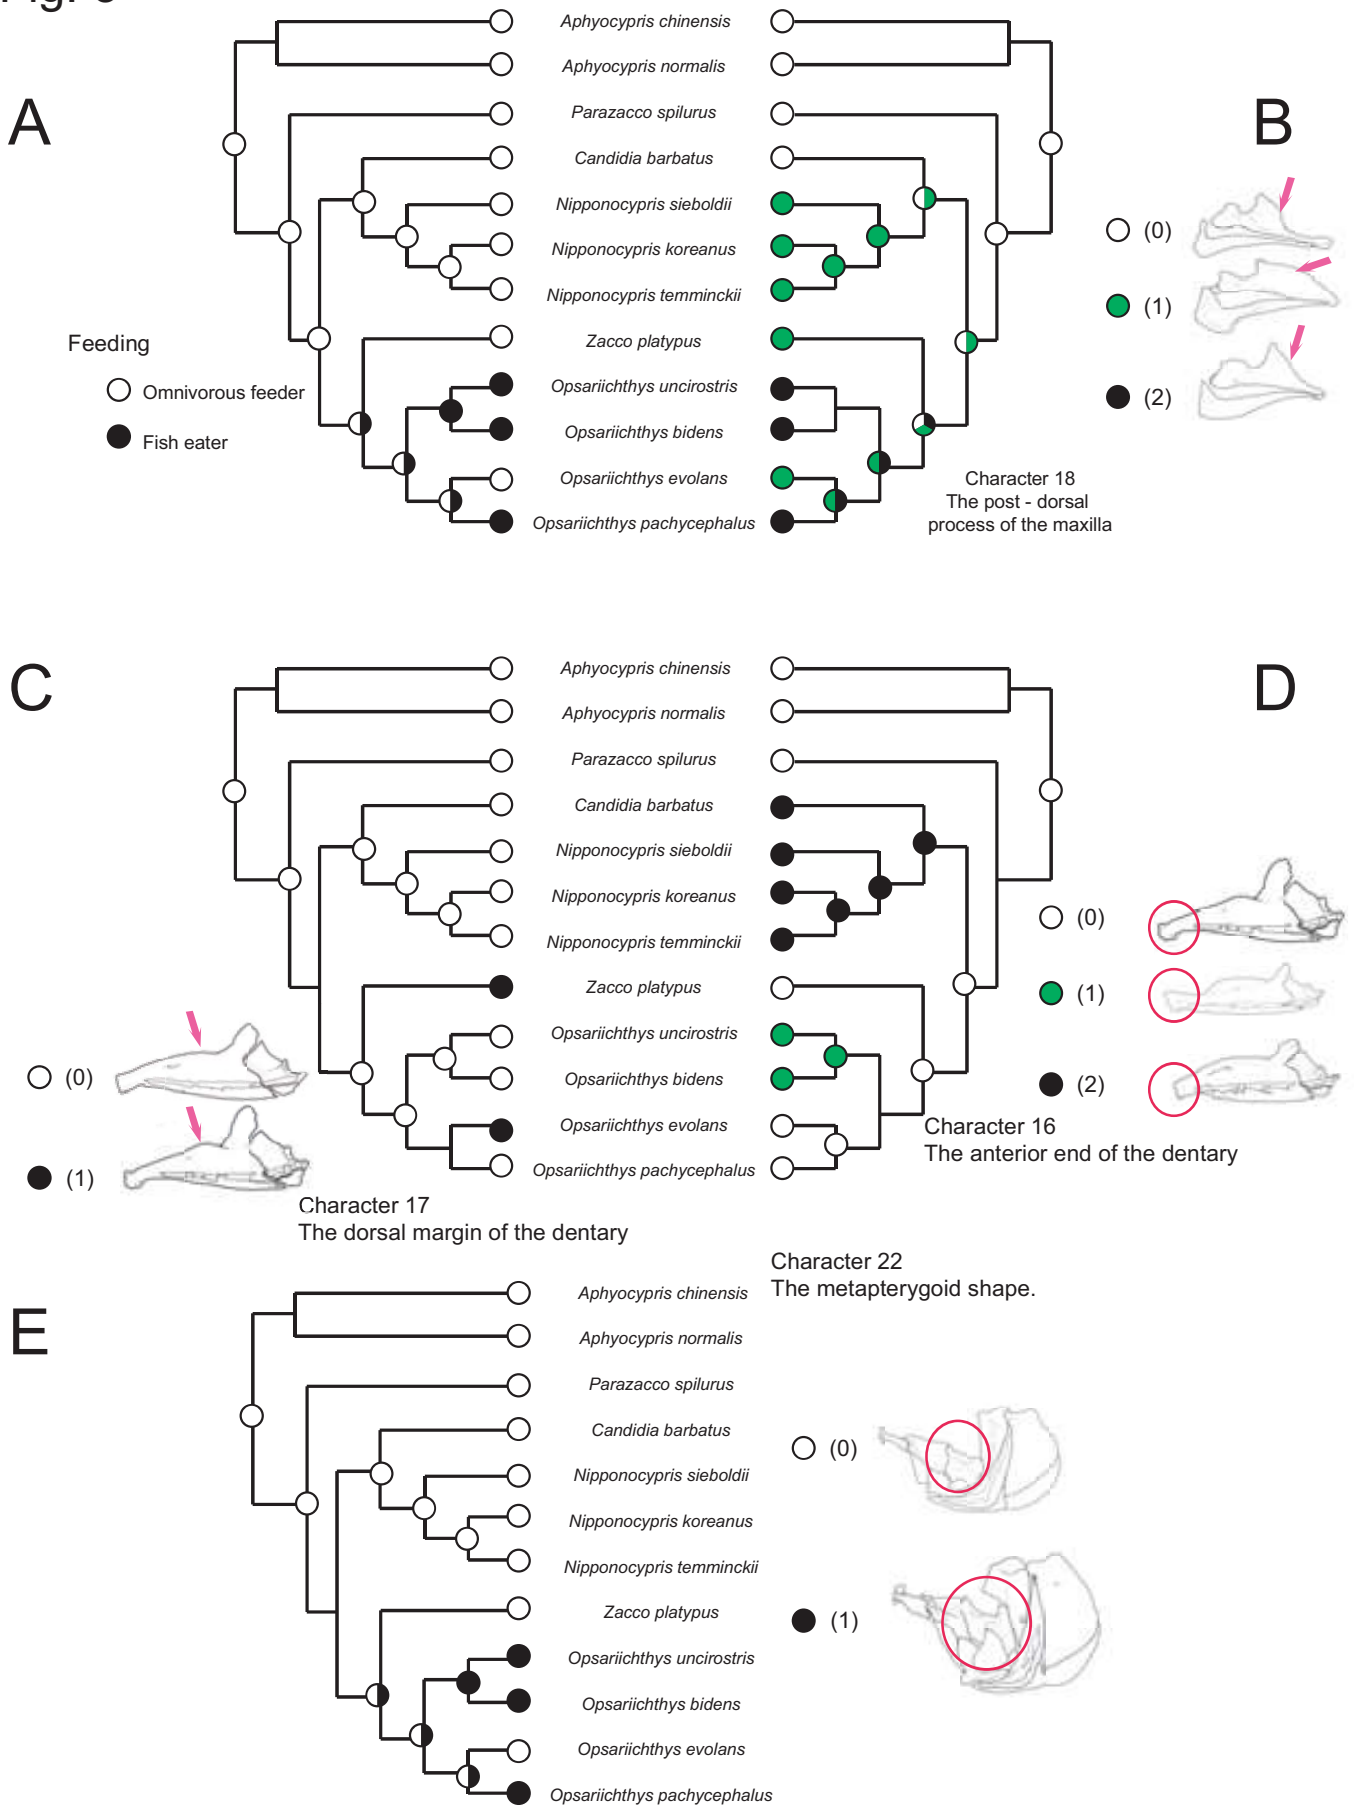 Aphyocypris chinensis
Aphyocypris normalis
A
B
Parazacco spilurus
Candidia barbatus
Nipponocypris sieboldii
Nipponocypris koreanus
Nipponocypris temminckii
Zacco platypus
Opsariichthys uncirostris
Opsariichthys bidens
Opsariichthys evolans
Opsariichthys pachycephalus
Feeding
Omnivorous feeder
Fish eater
(0)
(1)
(2)
Character 18
The post - dorsal
process of the maxilla
C
D
Aphyocypris chinensis
Aphyocypris normalis
Parazacco spilurus
Candidia barbatus
Nipponocypris sieboldii
Nipponocypris koreanus
Nipponocypris temminckii
Zacco platypus
Opsariichthys uncirostris
Opsariichthys bidens
Opsariichthys evolans
Opsariichthys pachycephalus
(0)
(1)
Character 17
The dorsal margin of the dentary
(0)
(1)
(2)
Character 16
The anterior end of the dentary
E
Character 22
The metapterygoid shape.
Aphyocypris chinensis
Aphyocypris normalis
Parazacco spilurus
Candidia barbatus
Nipponocypris sieboldii
Nipponocypris koreanus
Nipponocypris temminckii
Zacco platypus
Opsariichthys uncirostris
Opsariichthys bidens
Opsariichthys evolans
Opsariichthys pachycephalus
(0)
(1)